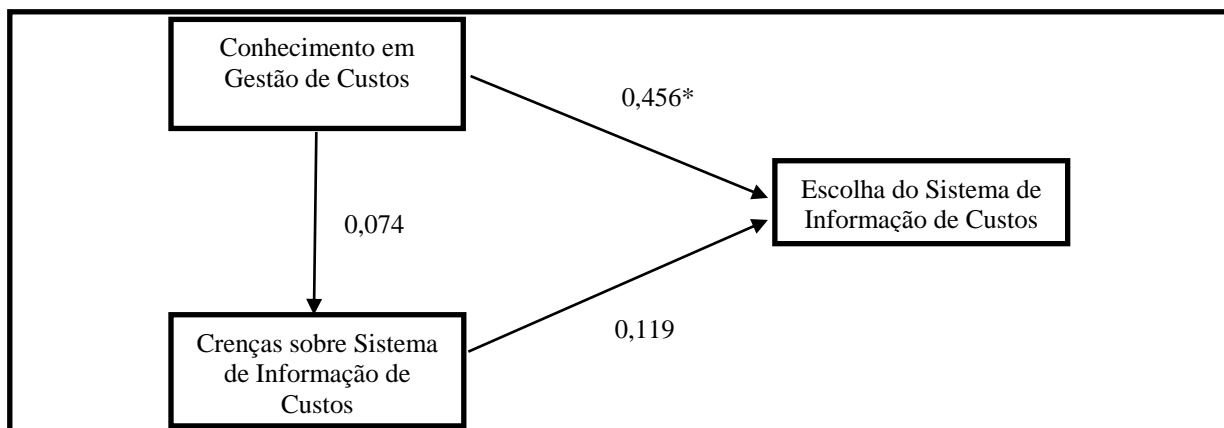 Conhecimento em
Gestão de Custos
0,456*
Escolha do Sistema de
Informação de Custos
0,074
Crenças sobre Sistema
de Informação de
Custos
0,119